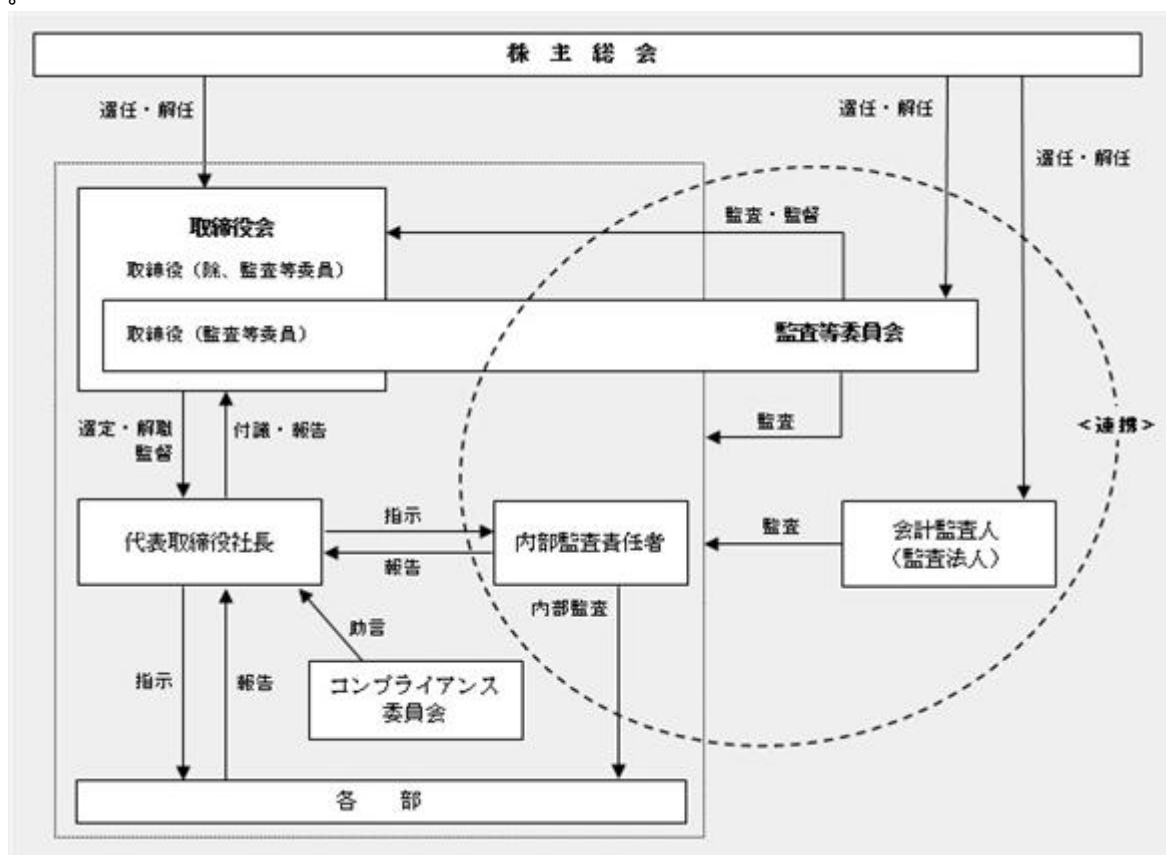 。
株主総会
選任・解任
選任・解任
選任・解任
取締役会
取締役（除、監査等委員）
監査・監督
取締役（監査等委員）
監査等委員会
選定・解職
監督
付議・報告
監査
＜連携＞
代表取締役社長
指示
報告
内部監査責任者
監査
会計監査人
（監査法人）
内部監査
助言
指示
報告
コンプライアンス
委員会
各部